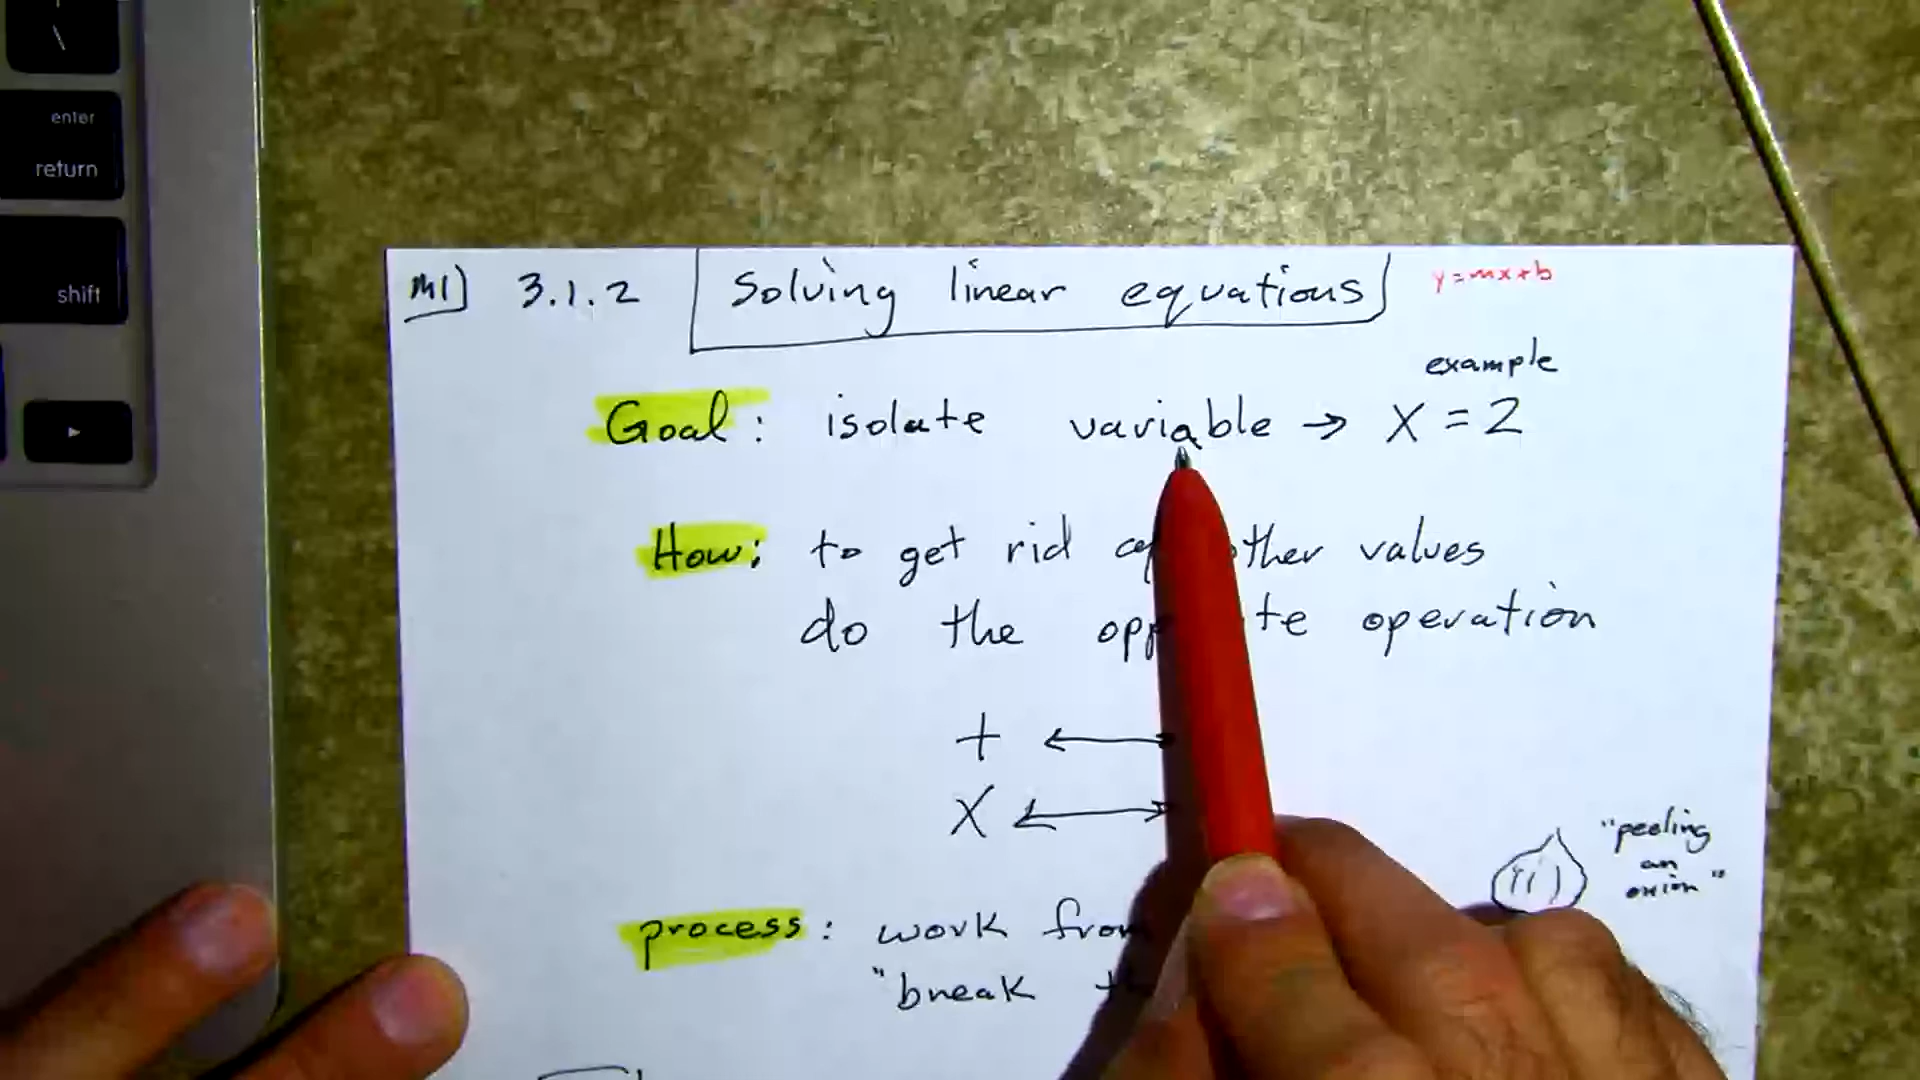 \
enter
return
shift
M1) 3.1.2 Solving linear equations y=mx+b
example
Goal: isolate variable → X = 2
How: to get rid other values
do the operation
+ ⟷
X ⟷
"peeling
an
onion"
process: work from
"break